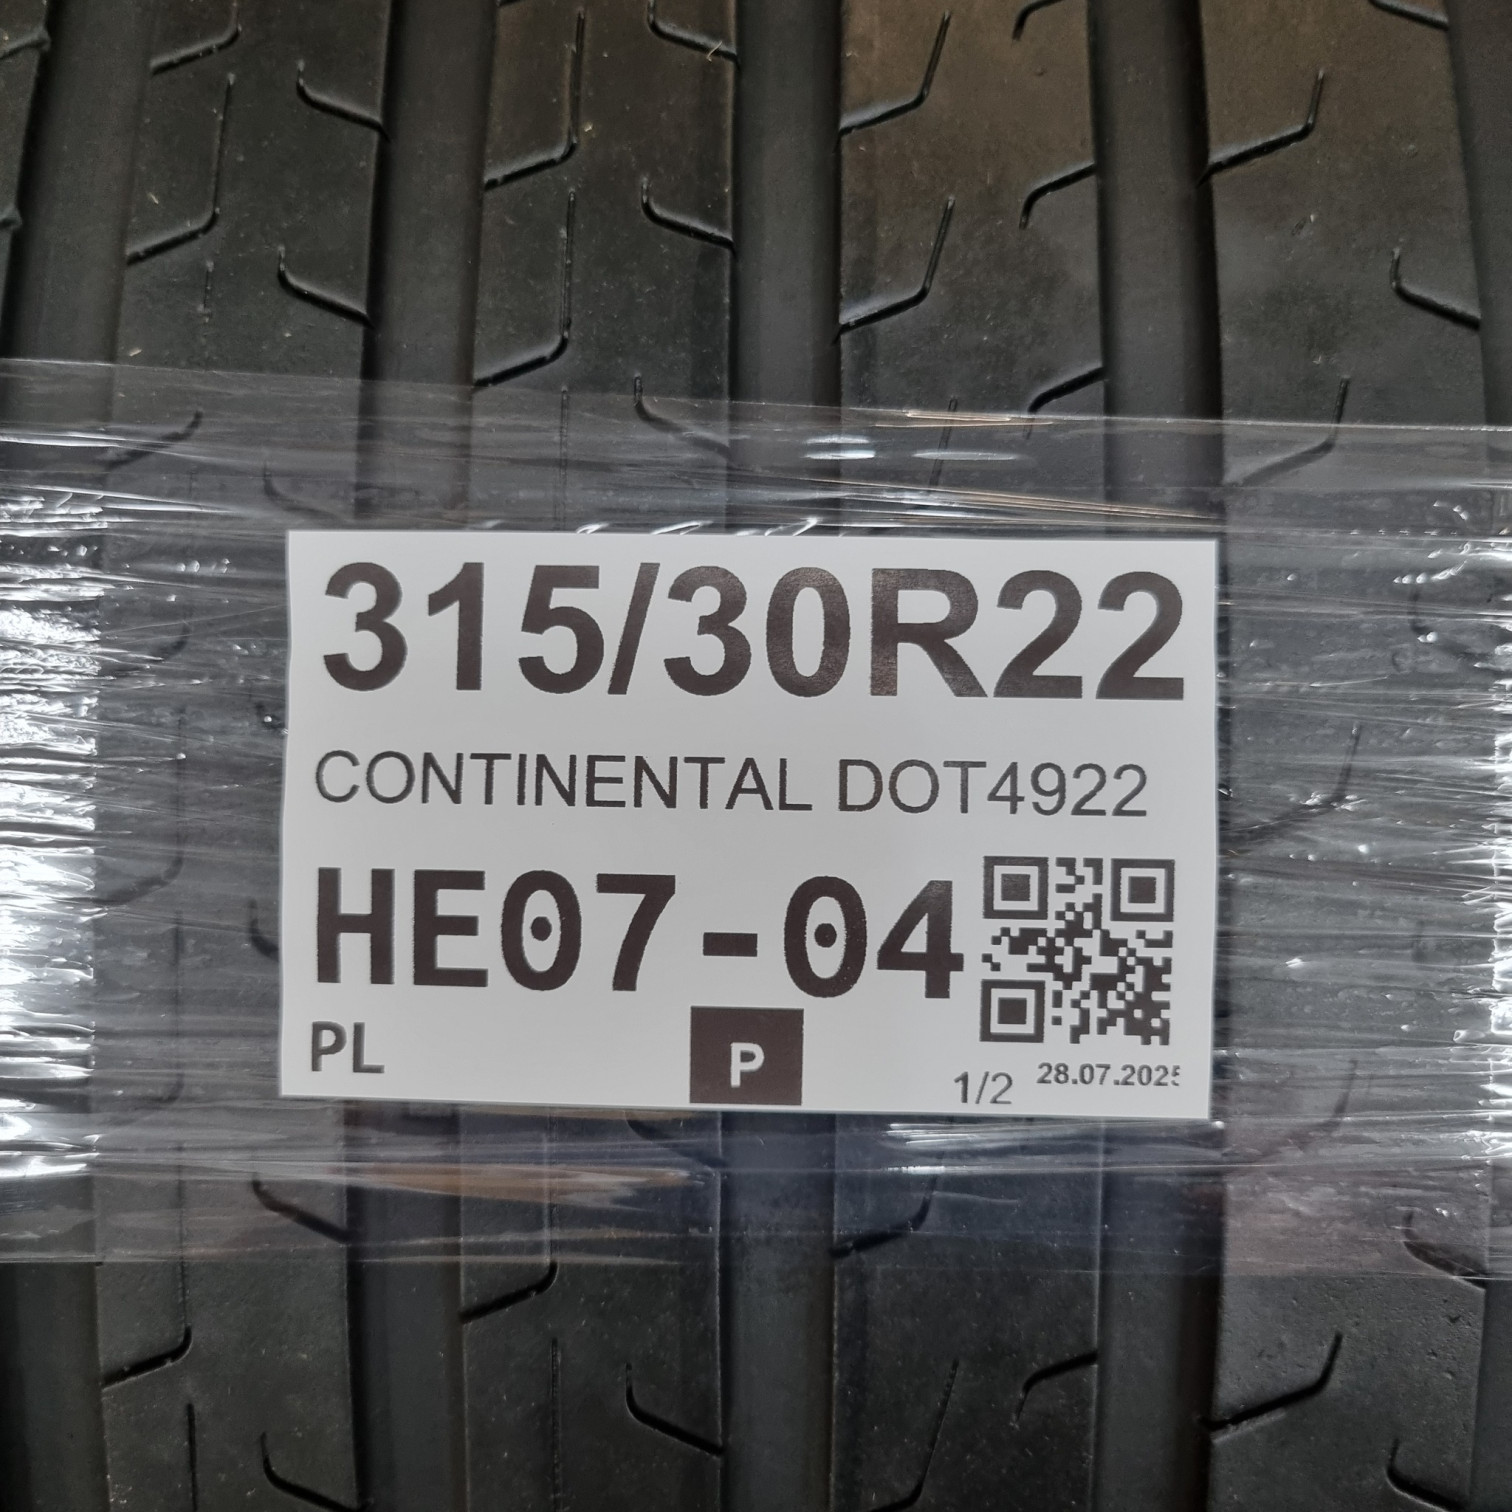 315/30R22
CONTINENTAL DOT4922
HE07-04
PL
P
1/2
28.07.2025